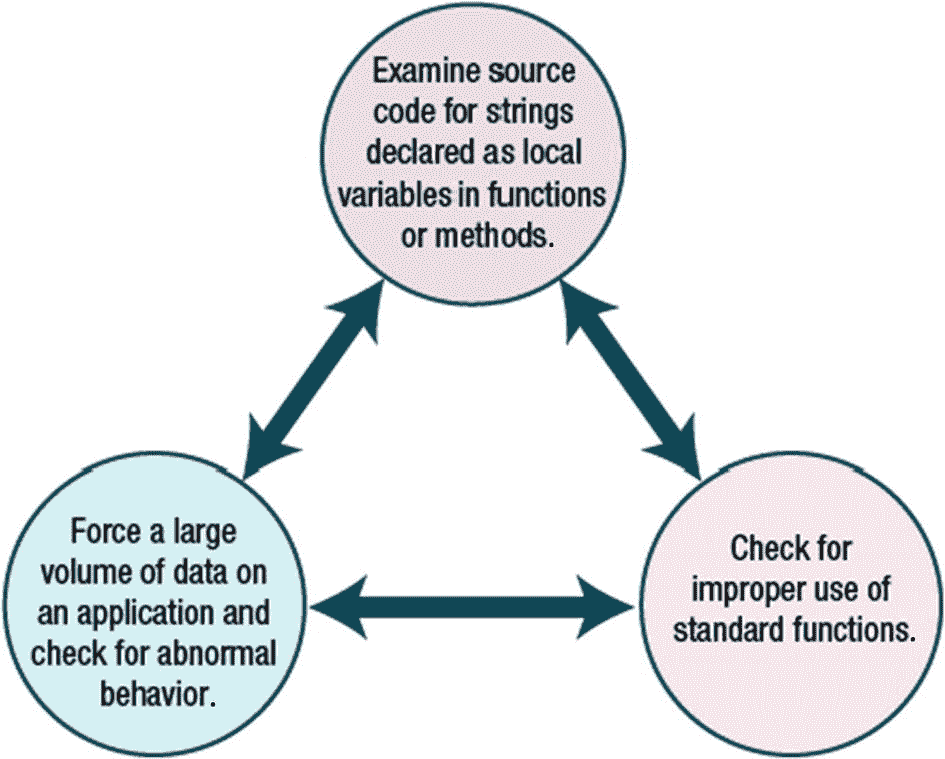 Examine source
code for strings
declared as local
variables in functions
or methods.
Force a large
volume of data on
an application and
check for abnormal
behavior.
Check for
improper use of
standard functions.